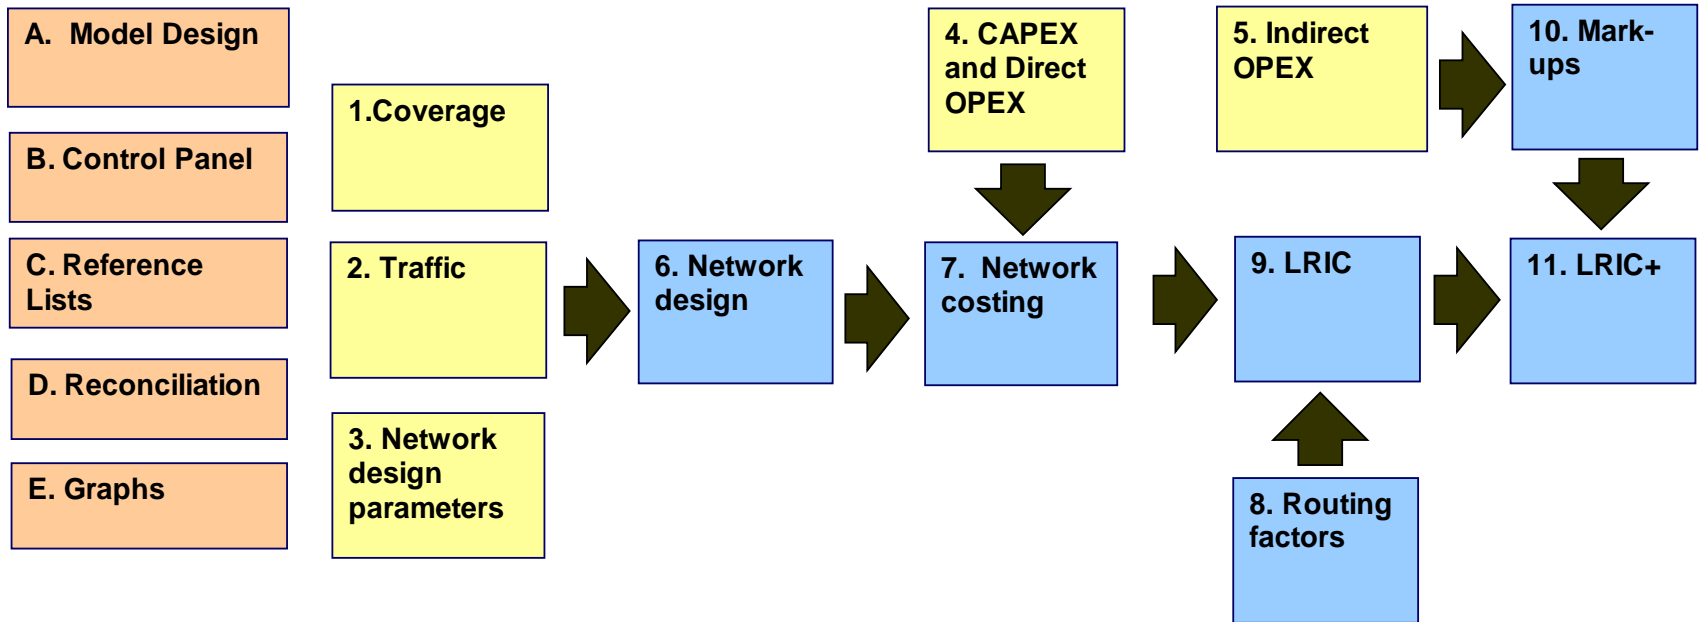 A.  Model Design
B. Control Panel
C. Reference
Lists
D. Reconciliation
E. Graphs
1.Coverage
2. Traffic
3. Network
design
parameters
6. Network
design
4. CAPEX
and Direct
OPEX
7.  Network
costing
5. Indirect
OPEX
9. LRIC
8. Routing
factors
10. Mark-
ups
11. LRIC+